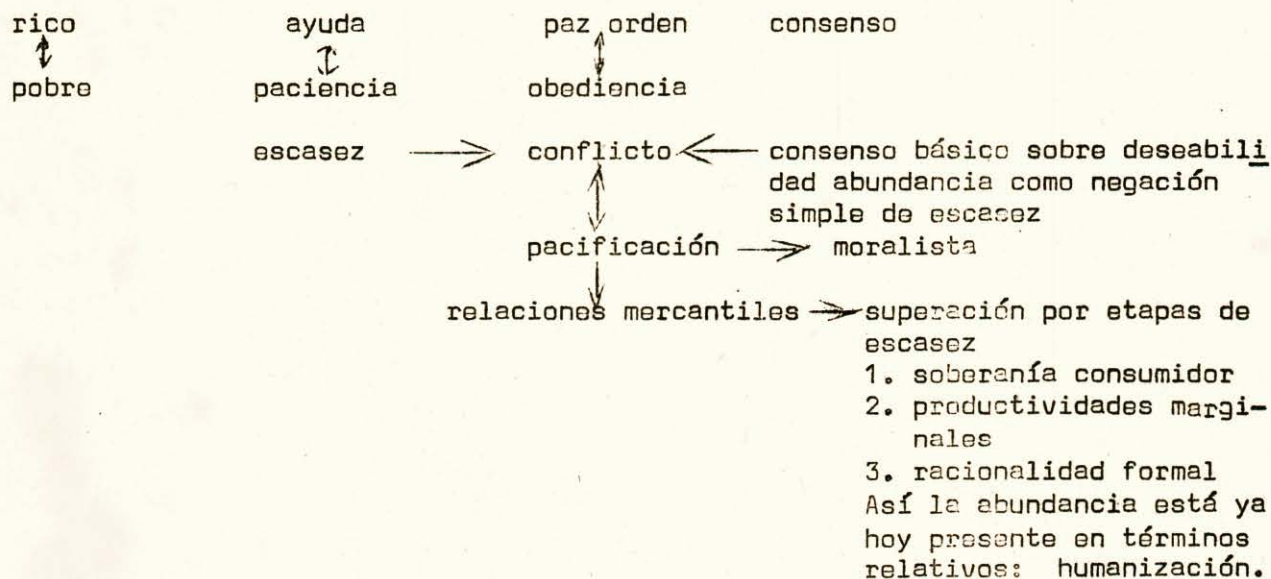 rico ayuda paz orden consenso
pobre paciencia obediencia
escasez conflicto consenso básico sobre deseabili
dad abundancia como negación
simple de escasez
pacificación moralista
relaciones mercantiles superación por etapas de
escasez
1. soberanía consumidor
2. productividades margi-
nales
3. racionalidad formal
Así la abundancia está ya
hoy presente en términos
relativos: humanización.